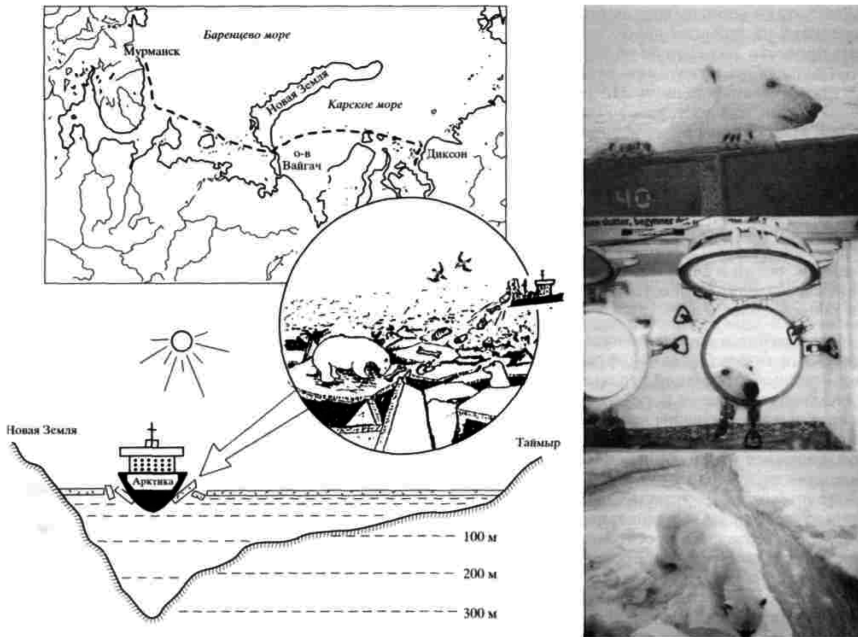 Баренцево море
Мурманск
Новая Земля
Карское море
о-в
Вайгач
Диксон
Новая Земля
Таймыр
Арктика
100 м
200 м
300 м
40